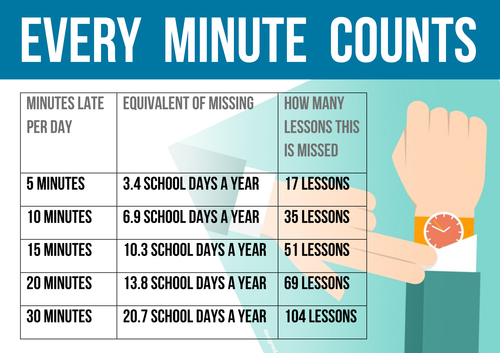 EVERY MINUTE COUNTS
MINUTES LATE PER DAY
EQUIVALENT OF MISSING
HOW MANY LESSONS THIS IS MISSED
5 MINUTES 3.4 SCHOOL DAYS A YEAR 17 LESSONS
10 MINUTES 6.9 SCHOOL DAYS A YEAR 35 LESSONS
15 MINUTES 10.3 SCHOOL DAYS A YEAR 51 LESSONS
20 MINUTES 13.8 SCHOOL DAYS A YEAR 69 LESSONS
30 MINUTES 20.7 SCHOOL DAYS A YEAR 104 LESSONS